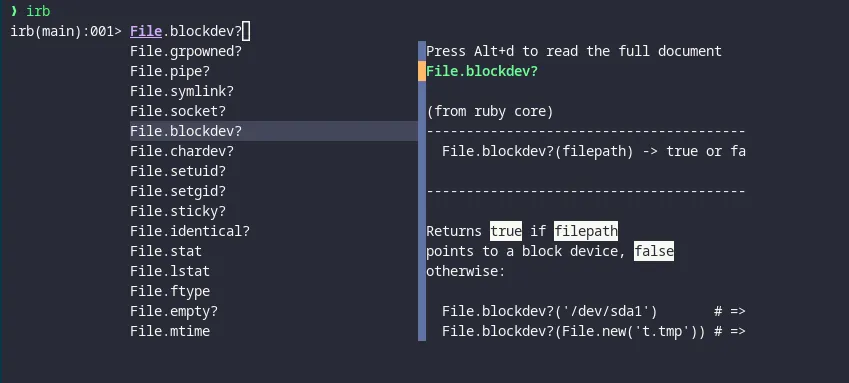 ❯ irb
irb(main):001> File.blockdev?
File.grpowned?
File.pipe?
File.symlink?
File.socket?
File.blockdev?
File.chardev?
File.setuid?
File.setgid?
File.sticky?
File.identical?
File.stat
File.lstat
File.ftype
File.empty?
File.mtime
Press Alt+d to read the full document
File.blockdev?
(from ruby core)
----------------------------------------
File.blockdev?(filepath) -> true or fa
----------------------------------------
Returns true if filepath
points to a block device, false
otherwise:
File.blockdev?('/dev/sda1')       # =>
File.blockdev?(File.new('t.tmp')) # =>